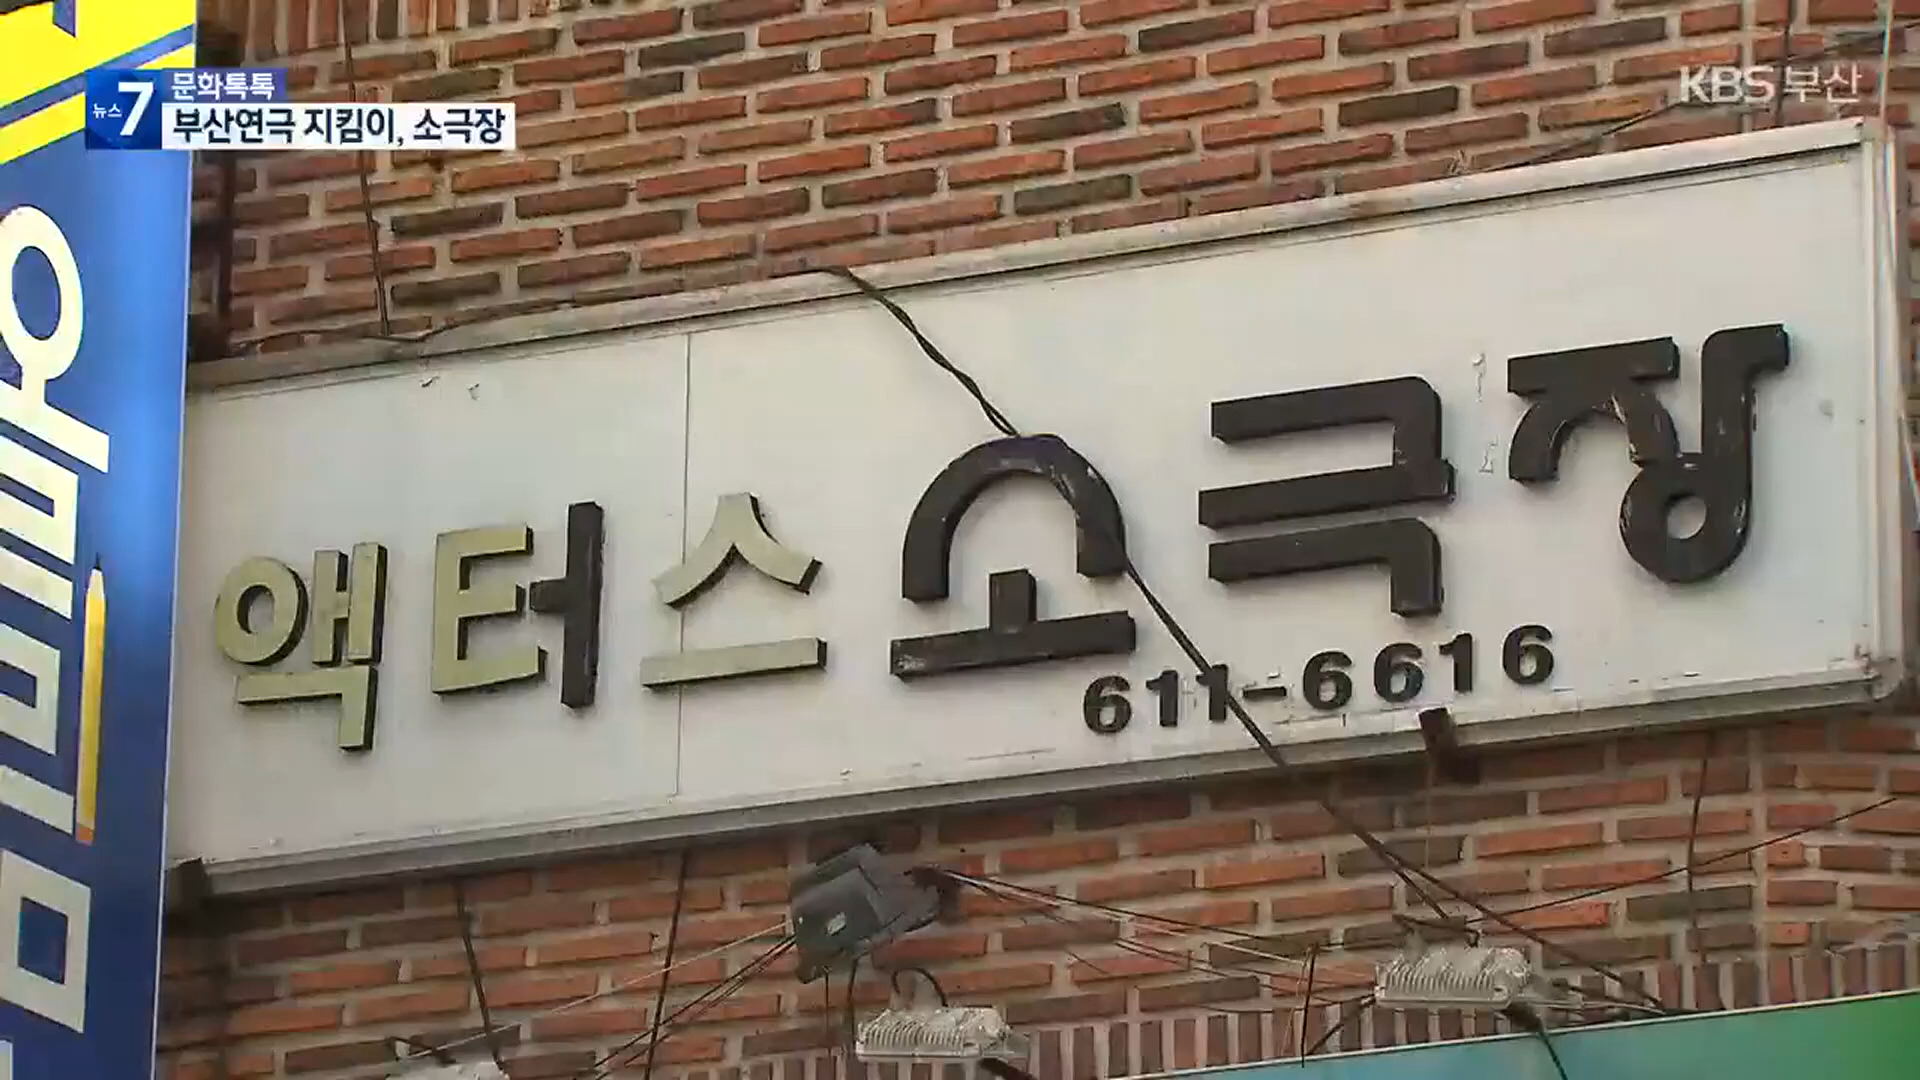 문화톡톡
뉴스7
부산연극 지킴이, 소극장
KBS 부산
액터스소극장
611-6616